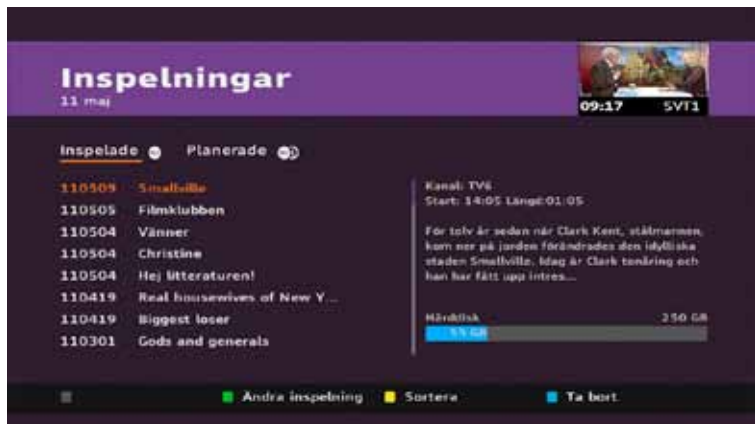 Inspelningar
11 maj
09:17 SVT1
Inspelade Planerade
110509 Smallville
110505 Filmklubben
110504 Vänner
110504 Christine
110504 Hej litteraturen!
110419 Real housewives of New Y...
110419 Biggest loser
110301 Gods and generals
Kanal: TV6
Start: 14:05 Längd:01:05
För tolv år sedan när Clark Kent, stålmannen,
kom ner på jorden förändrades den idylliska
staden Smallville. Idag är Clark tonåring och
han har fått upp intres...
Hårddisk 250 GB
55 GB
Ändra inspelning Sortera Ta bort